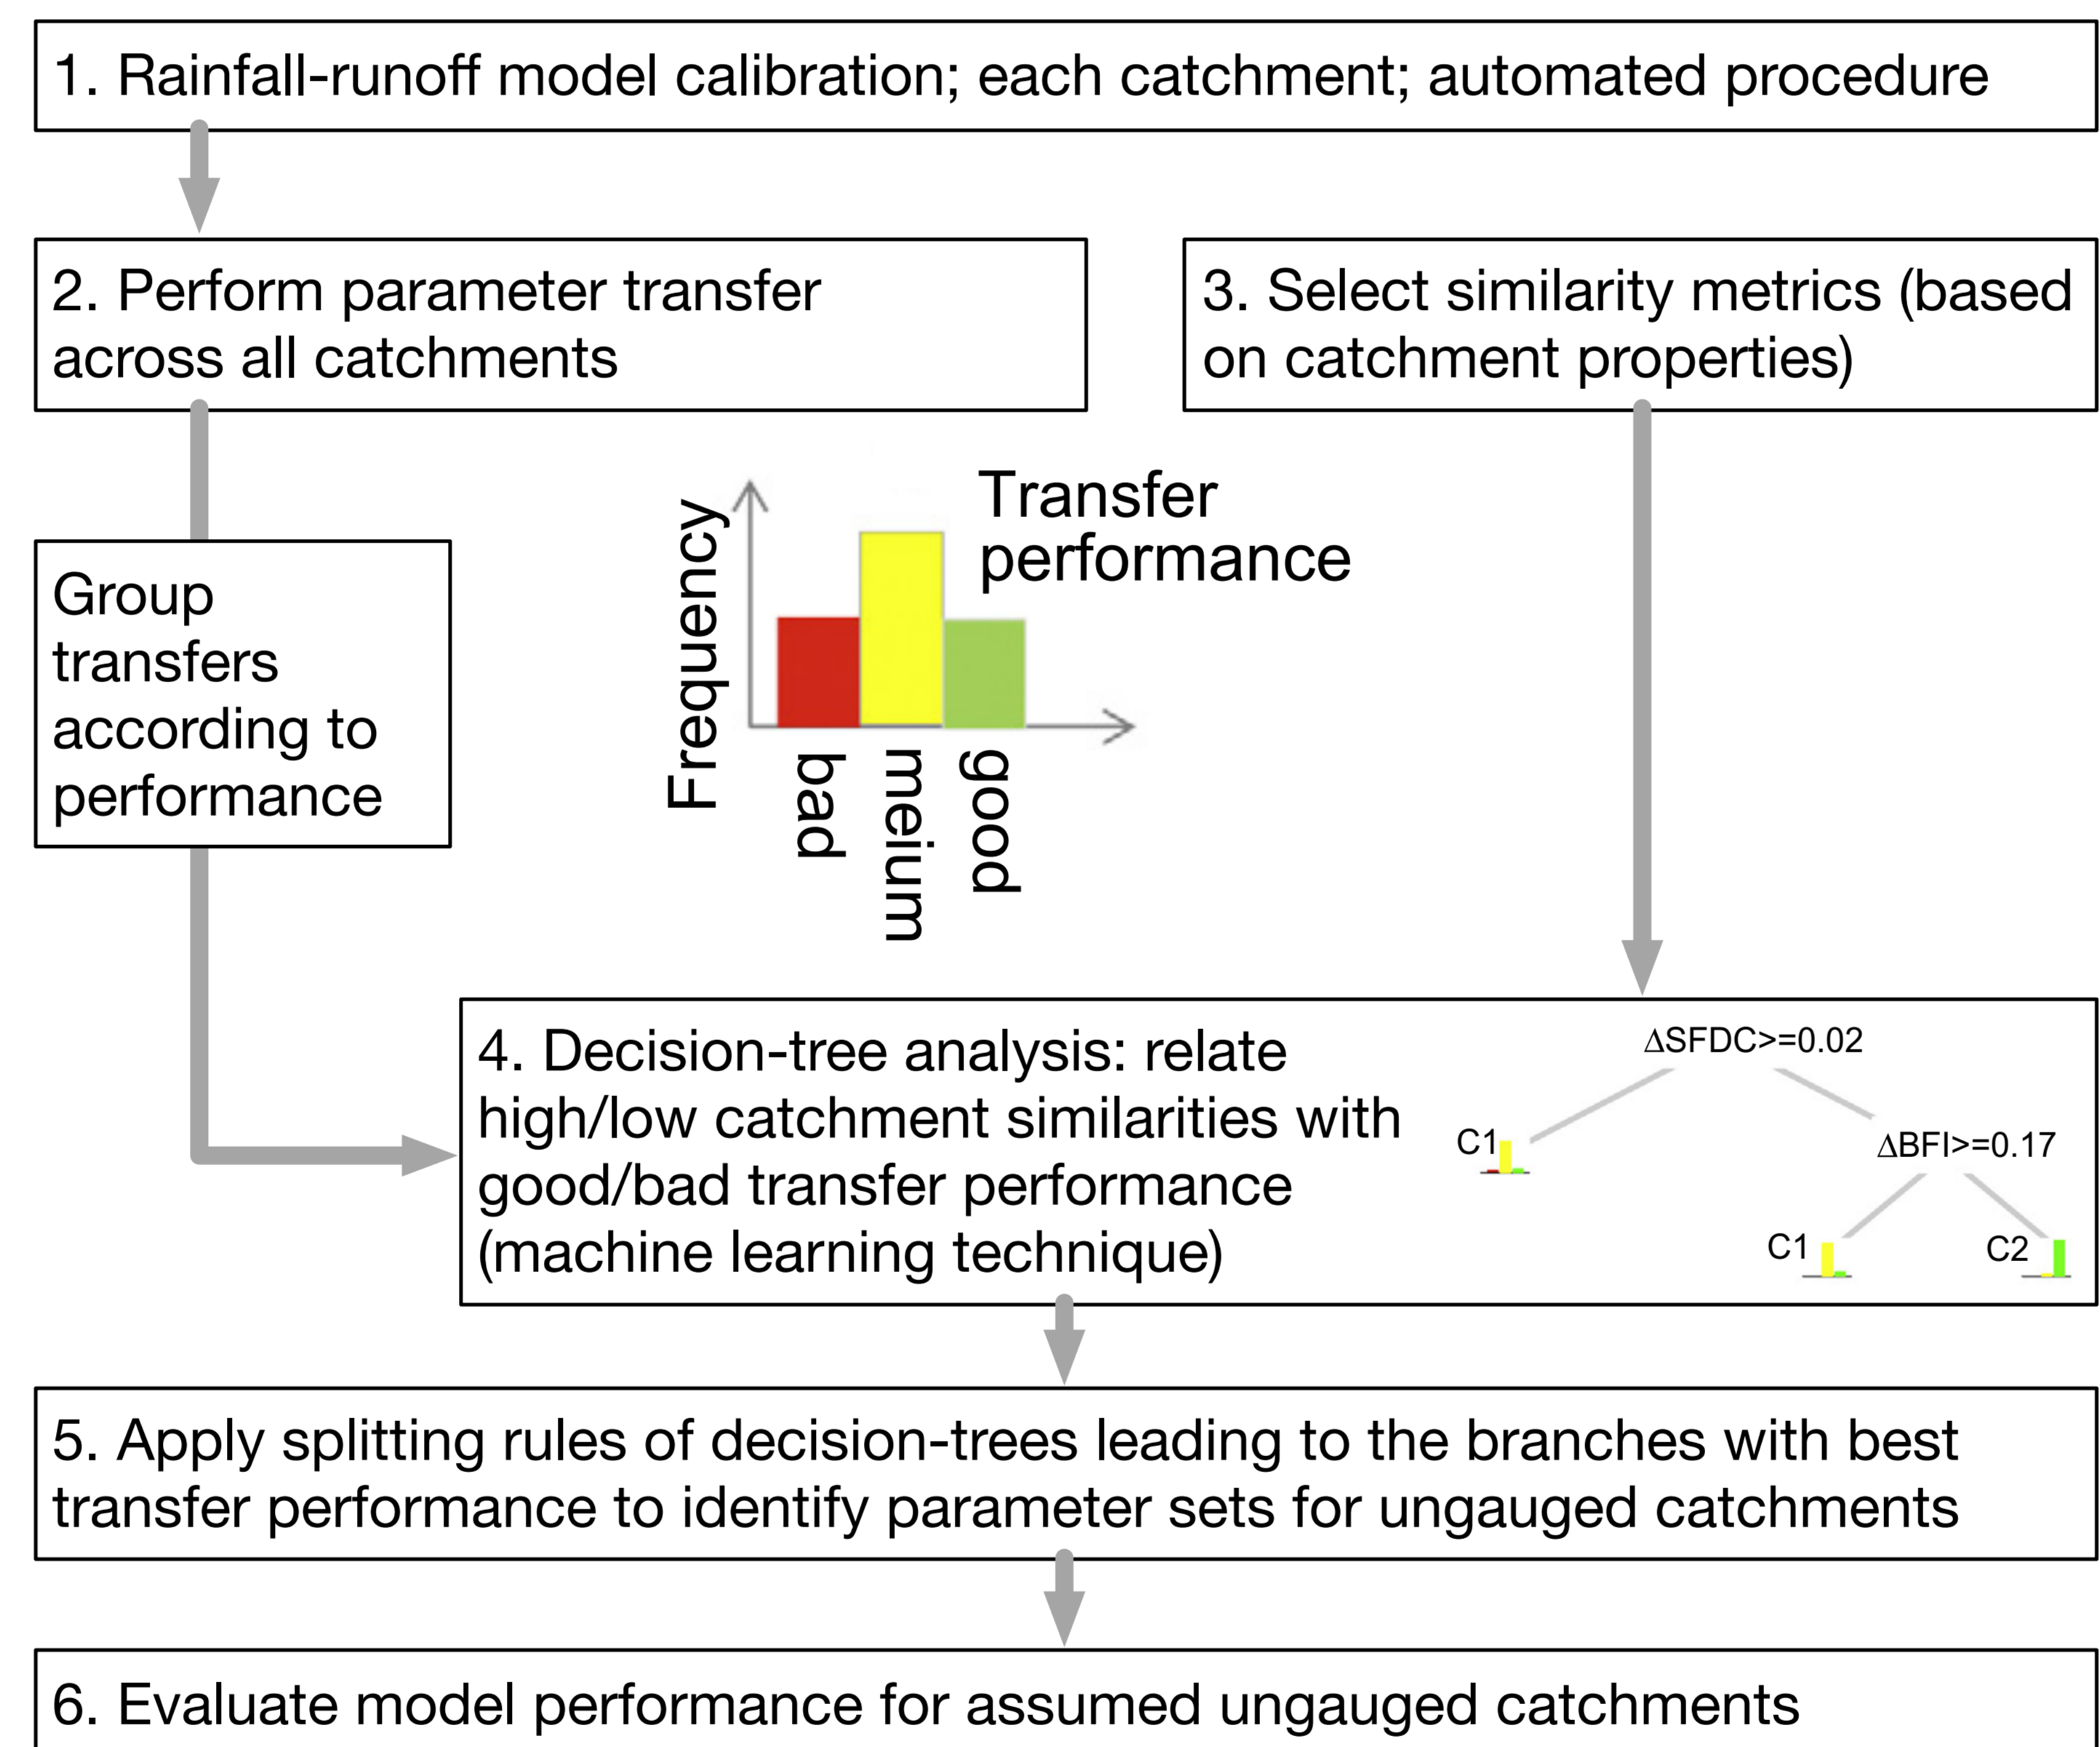 1. Rainfall-runoff model calibration; each catchment; automated procedure
2. Perform parameter transfer
across all catchments
3. Select similarity metrics (based
on catchment properties)
Group
transfers
according to
performance
Frequency
Transfer
performance
bad
meium
good
4. Decision-tree analysis: relate
high/low catchment similarities with
good/bad transfer performance
(machine learning technique)
ΔSFDC>=0.02
C1
ΔBFI>=0.17
C1
C2
5. Apply splitting rules of decision-trees leading to the branches with best
transfer performance to identify parameter sets for ungauged catchments
6. Evaluate model performance for assumed ungauged catchments